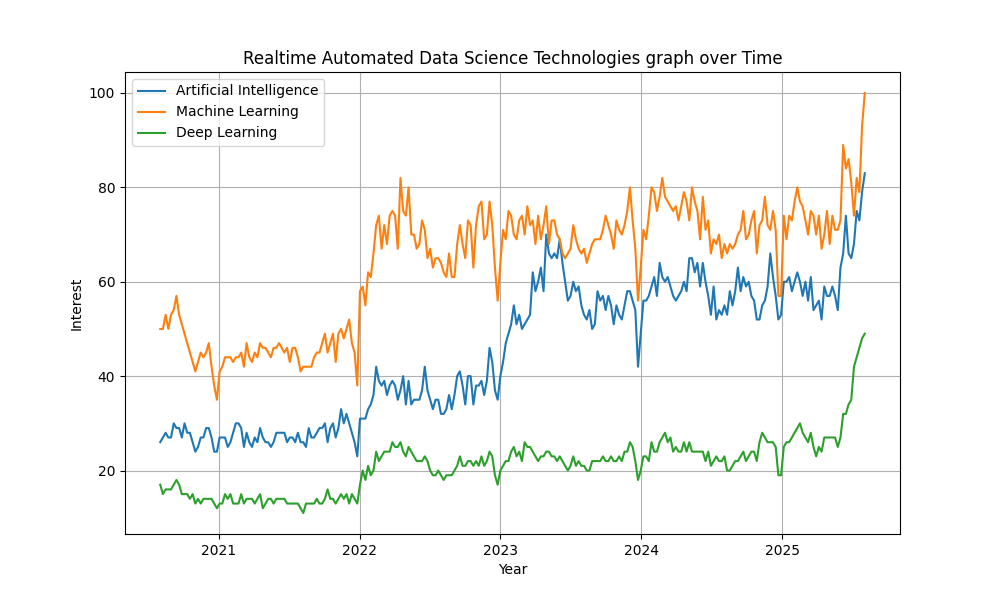 Realtime Automated Data Science Technologies graph over Time
Artificial Intelligence
Machine Learning
Deep Learning
100
80
60
40
20
Interest
2021 2022 2023 2024 2025
Year